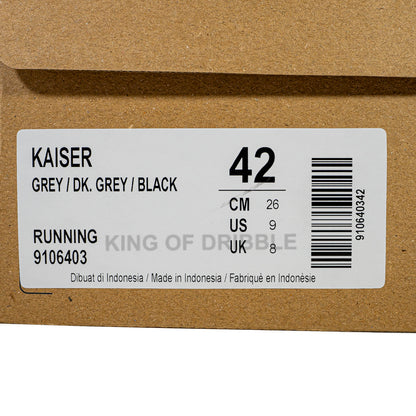 KAISER
GREY / DK. GREY / BLACK
42
CM 26
US 9
UK 8
RUNNING
9106403
KING OF DRIBBLE
Dibuat di Indonesia / Made in Indonesia / Fabriqué en Indonèsie
910640342